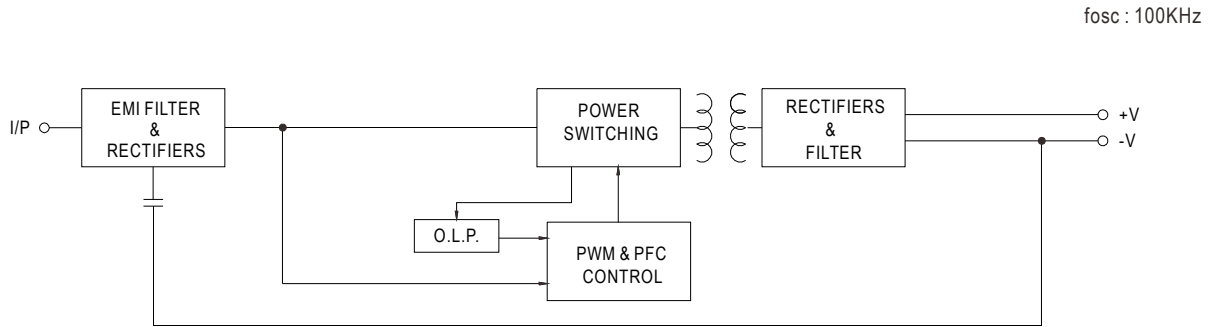 fosc : 100KHz
I/P
EMI FILTER
&
RECTIFIERS
POWER
SWITCHING
RECTIFIERS
&
FILTER
+V
-V
O.L.P.
PWM & PFC
CONTROL